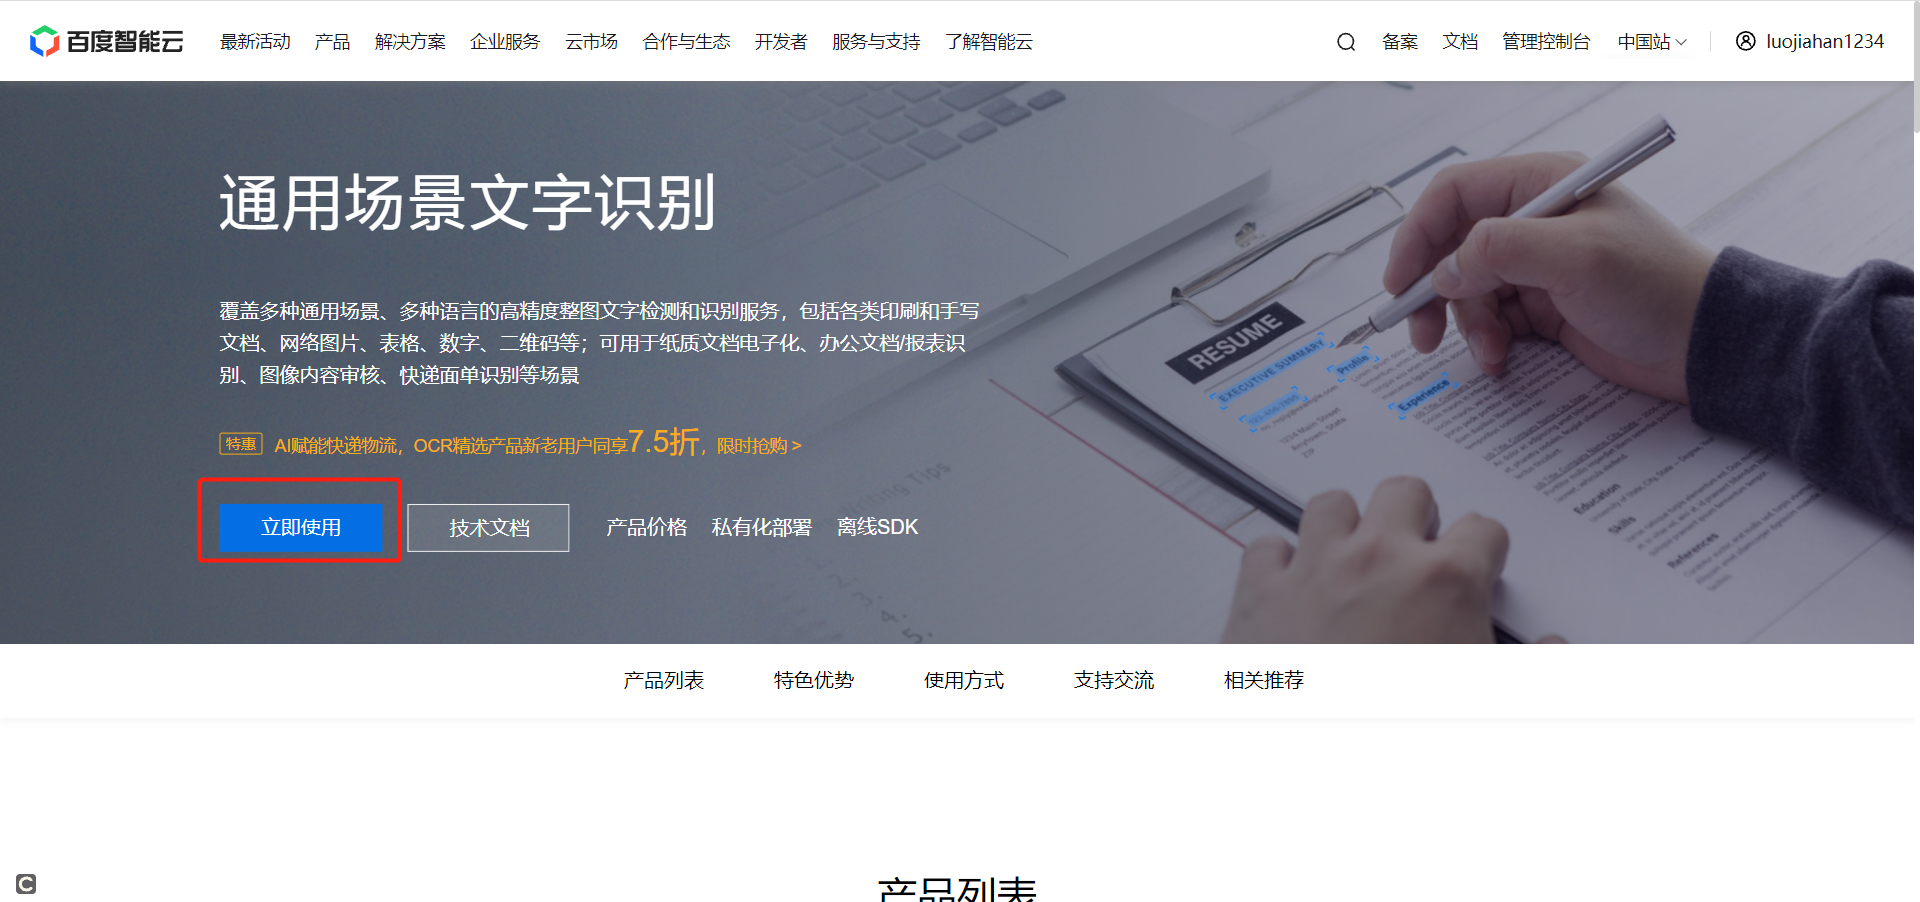 百度智能云 最新活动 产品 解决方案 企业服务 云市场 合作与生态 开发者 服务与支持 了解智能云 备案 文档 管理控制台 中国站 luojiahan1234
通用场景文字识别
覆盖多种通用场景、多种语言的高精度整图文字检测和识别服务，包括各类印刷和手写
文档、网络图片、表格、数字、二维码等；可用于纸质文档电子化、办公文档/报表识
别、图像内容审核、快递面单识别等场景
特惠 AI赋能快递物流，OCR精选产品新老用户同享7.5折，限时抢购 >
立即使用 技术文档 产品价格 私有化部署 离线SDK
RESUME
EXECUTIVE SUMMARY
Profile
Experience
Education
Skills
References
产品列表 特色优势 使用方式 支持交流 相关推荐
产品列表